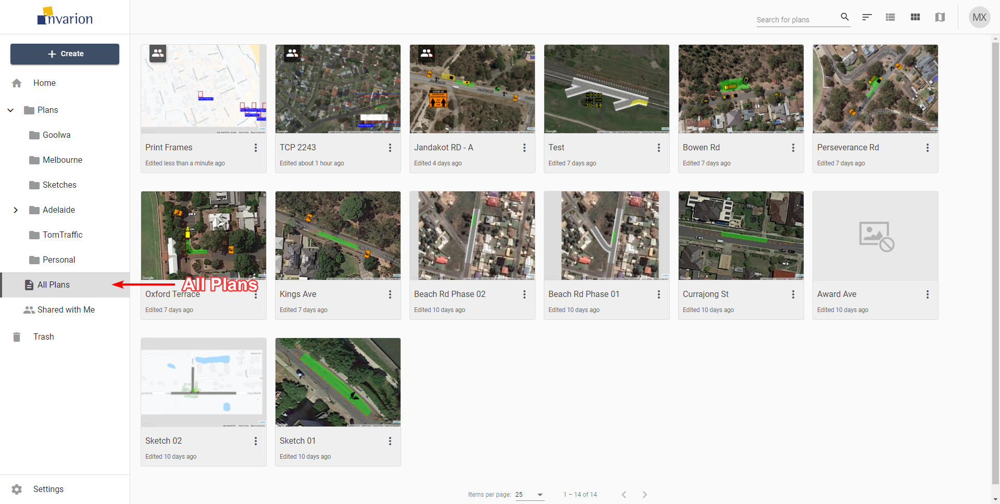 invarion
Search for plans
MX
Create
Home
Plans
Goolwa
Melbourne
Sketches
Adelaide
TomTraffic
Personal
All Plans
Shared with Me
Trash
Settings
All Plans
Print Frames
Edited less than a minute ago
TCP 2243
Edited about 1 hour ago
Jandakot RD - A
Edited 4 days ago
Test
Edited 7 days ago
Bowen Rd
Edited 7 days ago
Perseverance Rd
Edited 7 days ago
Oxford Terrace
Edited 7 days ago
Kings Ave
Edited 7 days ago
Beach Rd Phase 02
Edited 10 days ago
Beach Rd Phase 01
Edited 10 days ago
Currajong St
Edited 10 days ago
Award Ave
Edited 10 days ago
Sketch 02
Edited 10 days ago
Sketch 01
Edited 10 days ago
Items per page: 25
1 – 14 of 14